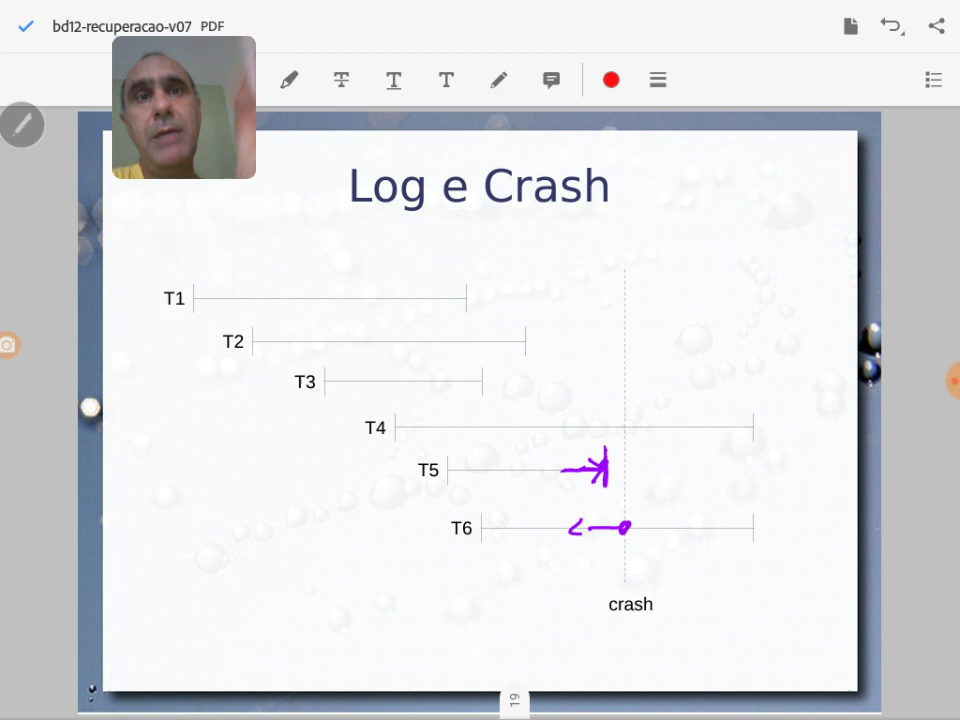 bd12-recuperacao-v07 PDF
T T T
Log e Crash
T1
T2
T3
T4
T5
T6
crash
19